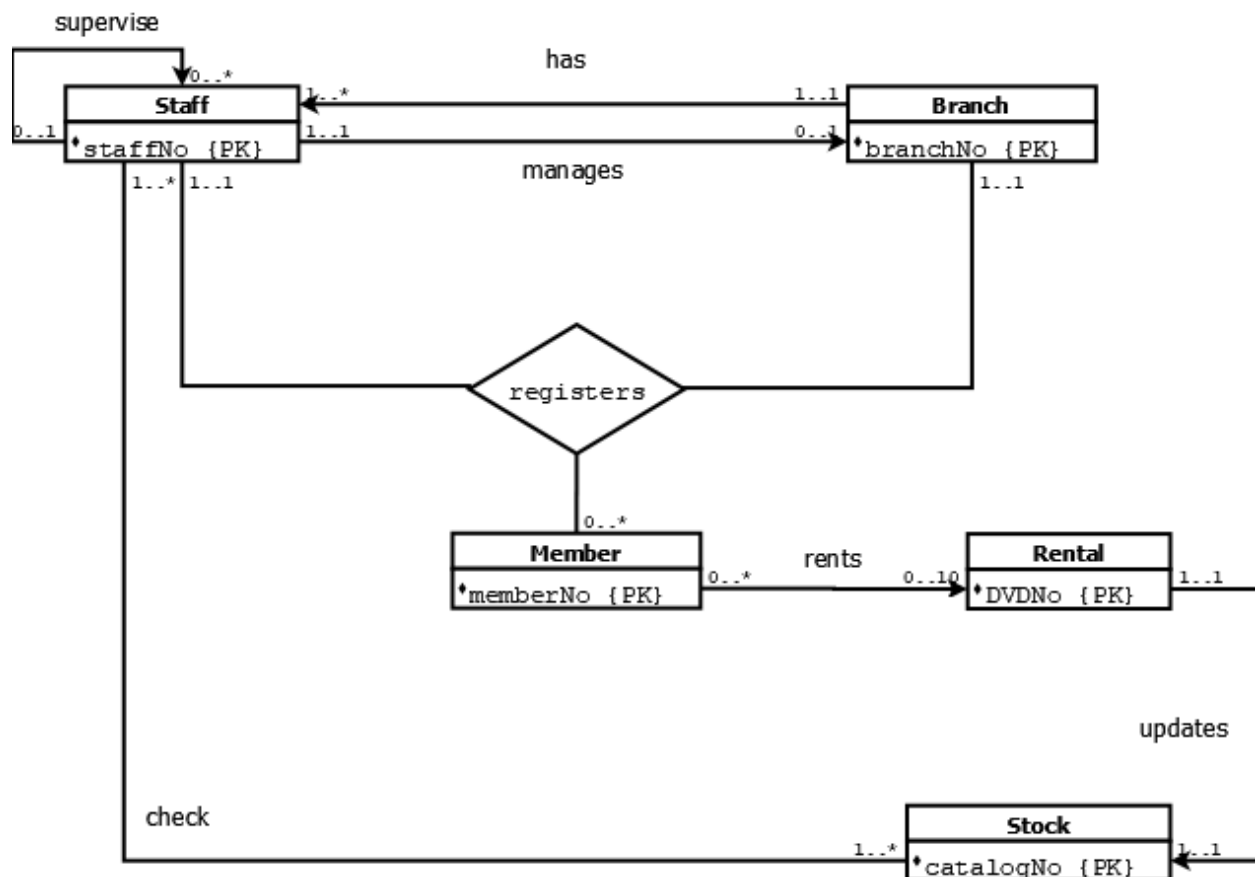 supervise
has
0..*
1..*
1..1
Staff
Branch
0..1
staffNo {PK}
1..1
0..1
branchNo {PK}
manages
1..*
1..1
1..1
registers
0..*
Member
rents
Rental
0..*
0..10
1..1
memberNo {PK}
DVDNo {PK}
updates
check
Stock
1..*
1..1
catalogNo {PK}